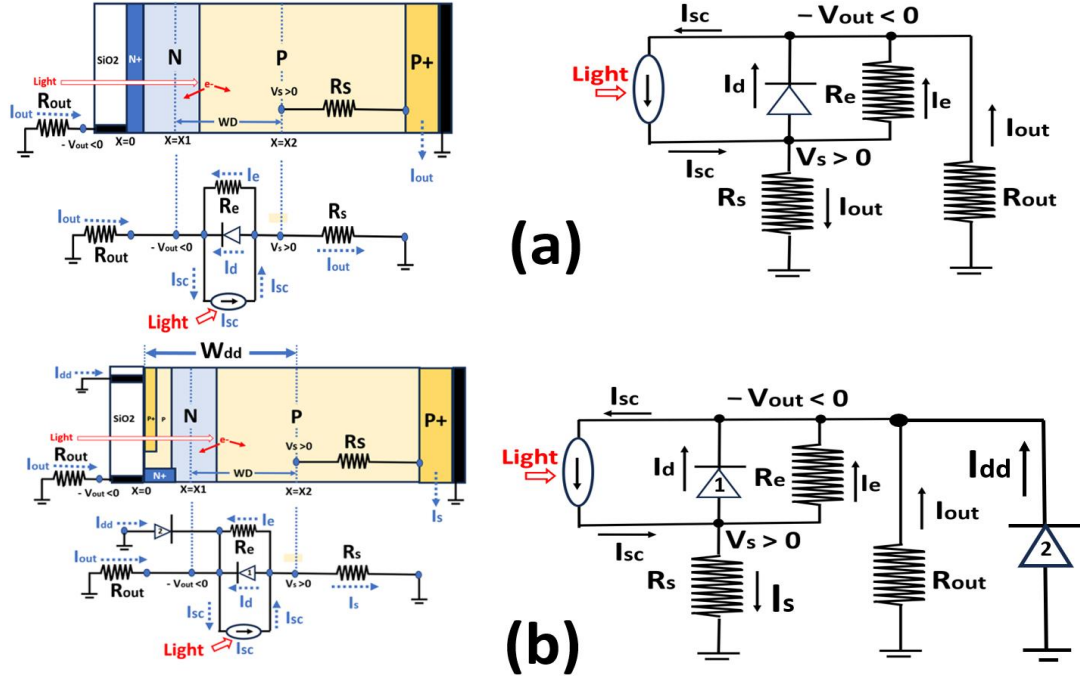 SiO2
N+
N
P
P+
Light
e-
Vs >0
Rs
Iout
Rout
WD
- Vout <0
X=0
X=X1
X=X2
Iout
Ie
Re
Iout
Rout
- Vout <0
Id
Vs >0
Rs
Iout
Isc
Isc
Light
Isc
(a)
Isc
– Vout < 0
Light
Id
Re
Ie
Iout
Isc
Vs > 0
Rs
Iout
Rout
Wdd
Idd
SiO2
P+
P
N
P
P+
Light
e-
Vs >0
Rs
Iout
Rout
N+
WD
- Vout <0
X=0
X=X1
X=X2
Is
Idd
2
Ie
Re
Iout
Rout
- Vout <0
1
Id
Vs >0
Rs
Is
Isc
Isc
Light
Isc
(b)
Isc
– Vout < 0
Light
Id
1
Re
Ie
Iout
Idd
Isc
Vs > 0
Rs
Is
Rout
2